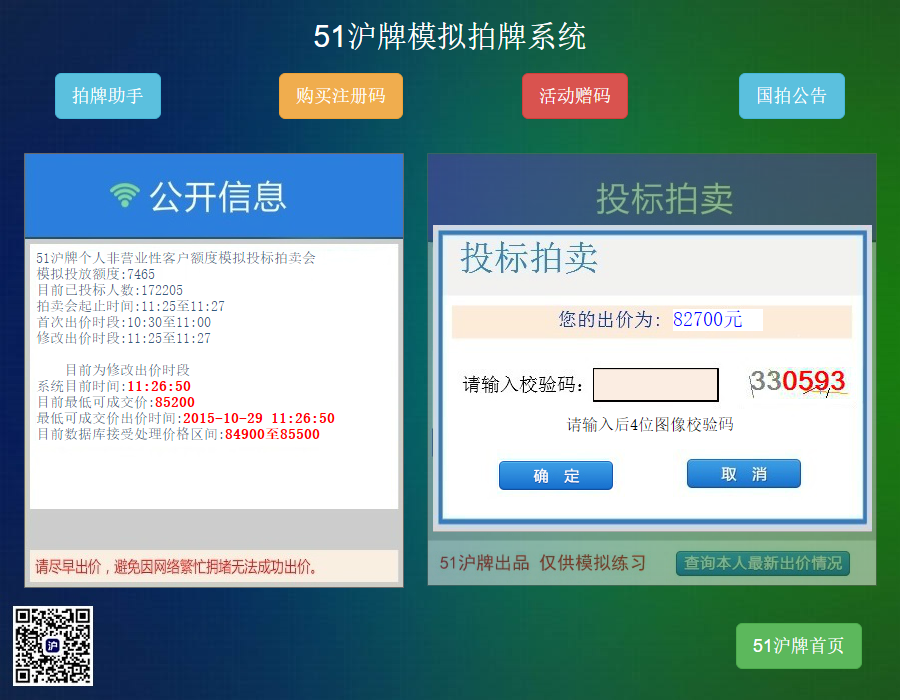 51沪牌模拟拍牌系统
拍牌助手
购买注册码
活动赠码
国拍公告
公开信息
投标拍卖
51沪牌个人非营业性客户额度模拟投标拍卖会
模拟投放额度:7465
目前已投标人数:172205
拍卖会起止时间:11:25至11:27
首次出价时段:10:30至11:00
修改出价时段:11:25至11:27
目前为修改出价时段
系统目前时间:11:26:50
目前最低可成交价:85200
最低可成交价出价时间:2015-10-29 11:26:50
目前数据库接受处理价格区间:84900至85500
请尽早出价，避免因网络繁忙拥堵无法成功出价。
投标拍卖
您的出价为: 82700元
请输入校验码:
330593
请输入后4位图像校验码
确 定
取 消
51沪牌出品 仅供模拟练习
查询本人最新出价情况
沪
51沪牌首页